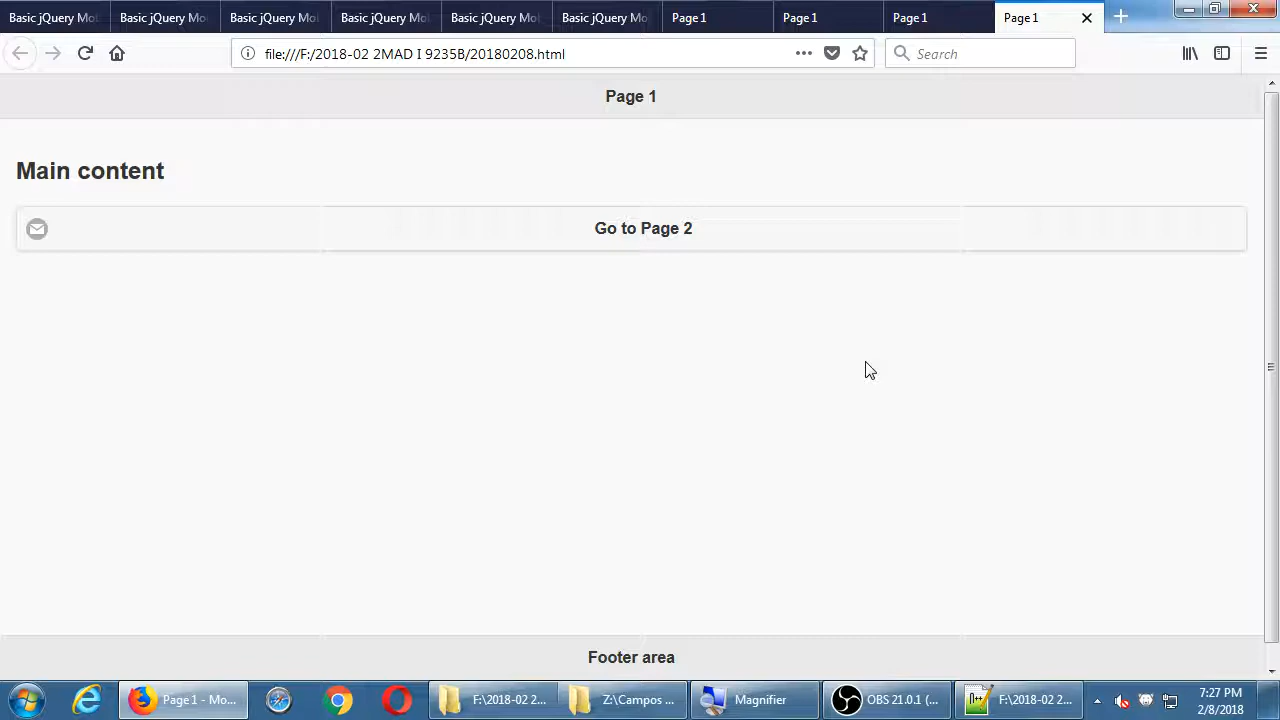 Basic jQuery Mo
Basic jQuery Mo
Basic jQuery Mo
Basic jQuery Mo
Basic jQuery Mo
Basic jQuery Mo
Page 1
Page 1
Page 1
Page 1
file:///F:/2018-02 2MAD I 9235B/20180208.html
Search
Page 1
Main content
Go to Page 2
Footer area
Page 1 - Mo...
F:\2018-02 2...
Z:\Campos ...
Magnifier
OBS 21.0.1 (...
F:\2018-02 2...
7:27 PM
2/8/2018